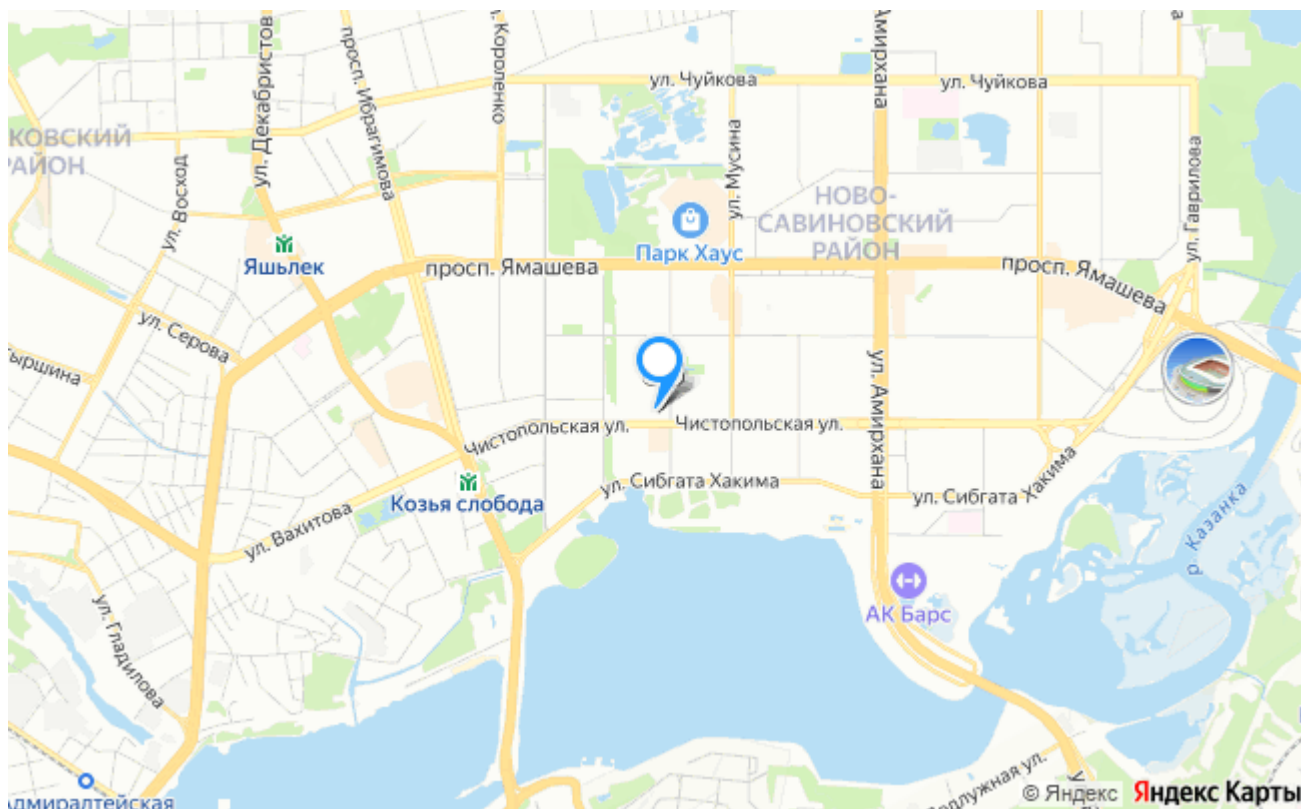 ул. Декабристов
просп. Ибрагимова
ул. Короленко
ул. Чуйкова
Амирхана
ул. Чуйкова
КОВСКИЙ
РАЙОН
ул. Восход
ул. Мусина
НОВО-
САВИНОВСКИЙ
РАЙОН
ул. Гаврилова
Яшьлек
Парк Хаус
просп. Ямашева
просп. Ямашева
ул. Серова
ул. Амирхана
Чистопольская ул.
Чистопольская ул.
Козья слобода
ул. Сибгата Хакима
ул. Сибгата Хакима
ул. Вахитова
р. Казанка
АК Барс
ул. Гладилова
© Яндекс
Яндекс Карты